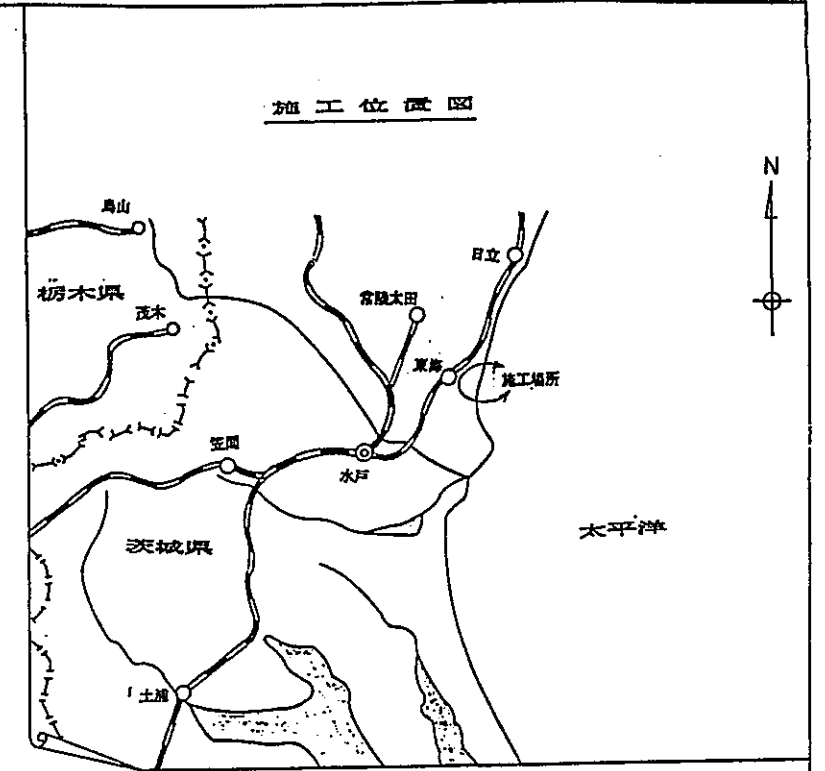 施工位置図
N
烏山
日立
栃木県
常陸太田
茂木
東海
施工場所
笠間
水戸
太平洋
茨城県
土浦